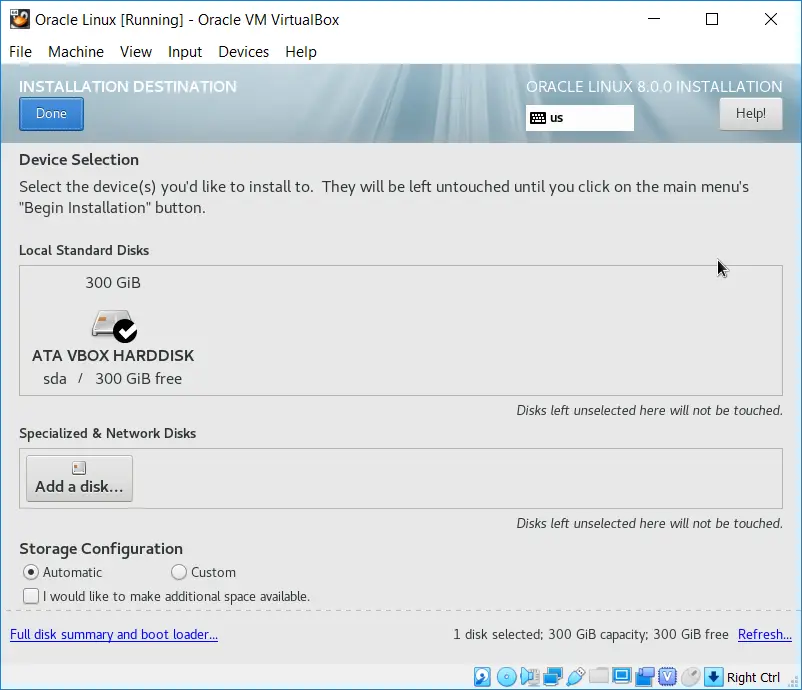 Oracle Linux [Running] - Oracle VM VirtualBox
File Machine View Input Devices Help
INSTALLATION DESTINATION
ORACLE LINUX 8.0.0 INSTALLATION
Done
us
Help!
Device Selection
Select the device(s) you'd like to install to.  They will be left untouched until you click on the main menu's
"Begin Installation" button.
Local Standard Disks
300 GiB
ATA VBOX HARDDISK
sda / 300 GiB free
Disks left unselected here will not be touched.
Specialized & Network Disks
Add a disk...
Disks left unselected here will not be touched.
Storage Configuration
Automatic
Custom
I would like to make additional space available.
Full disk summary and boot loader...
1 disk selected; 300 GiB capacity; 300 GiB free
Refresh...
Right Ctrl